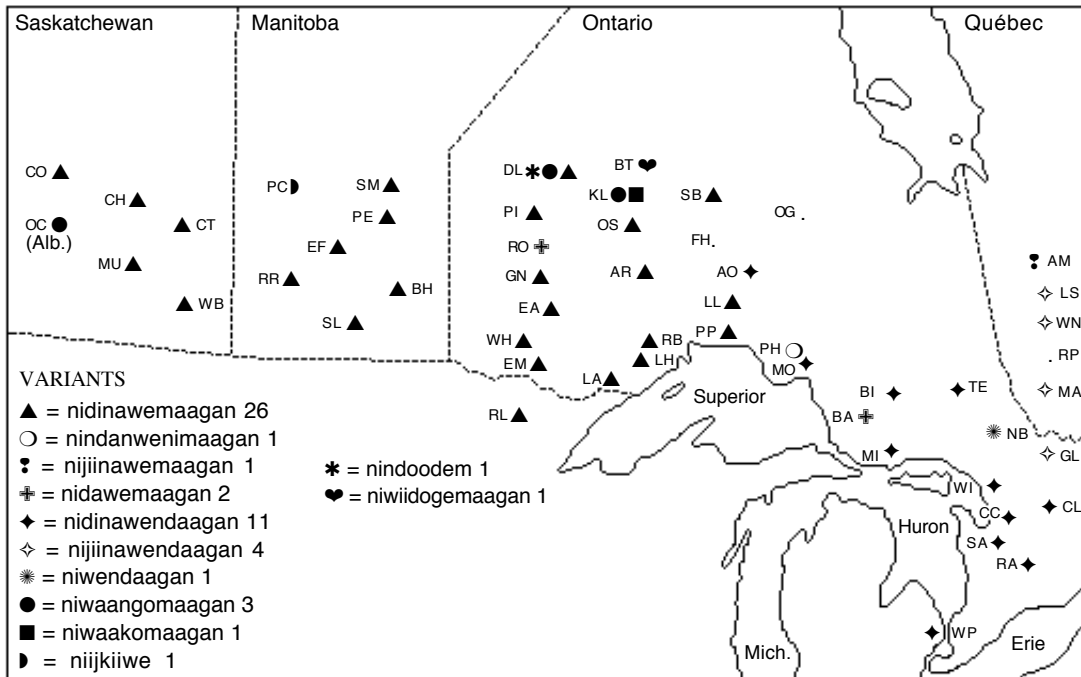 Saskatchewan Manitoba Ontario Québec
CO
CH
OC
(Alb.)
CT
MU
WB
PC
SM
PE
EF
RR
BH
SL
DL
BT
KL
SB
PI
OS
OG
RO
FH
GN
AR
AO
EA
LL
WH
RB
PP
EM
LH
LA
PH
MO
RL
Superior
BI
TE
BA
NB
MI
WI
CC
CL
Huron
SA
RA
WP
Mich.
Erie
AM
LS
WN
RP
MA
GL
VARIANTS
▲ = nidinawemaagan 26
❍ = nindanwenimaagan 1
❢ = nijiinawemaagan 1
✙ = nidawemaagan 2
✦ = nidinawendaagan 11
✧ = nijiinawendaagan 4
✺ = niwendaagan 1
● = niwaangomaagan 3
■ = niwaakomaagan 1
◗ = niijkiiwe 1
✱ = nindoodem 1
❤ = niwiidogemaagan 1